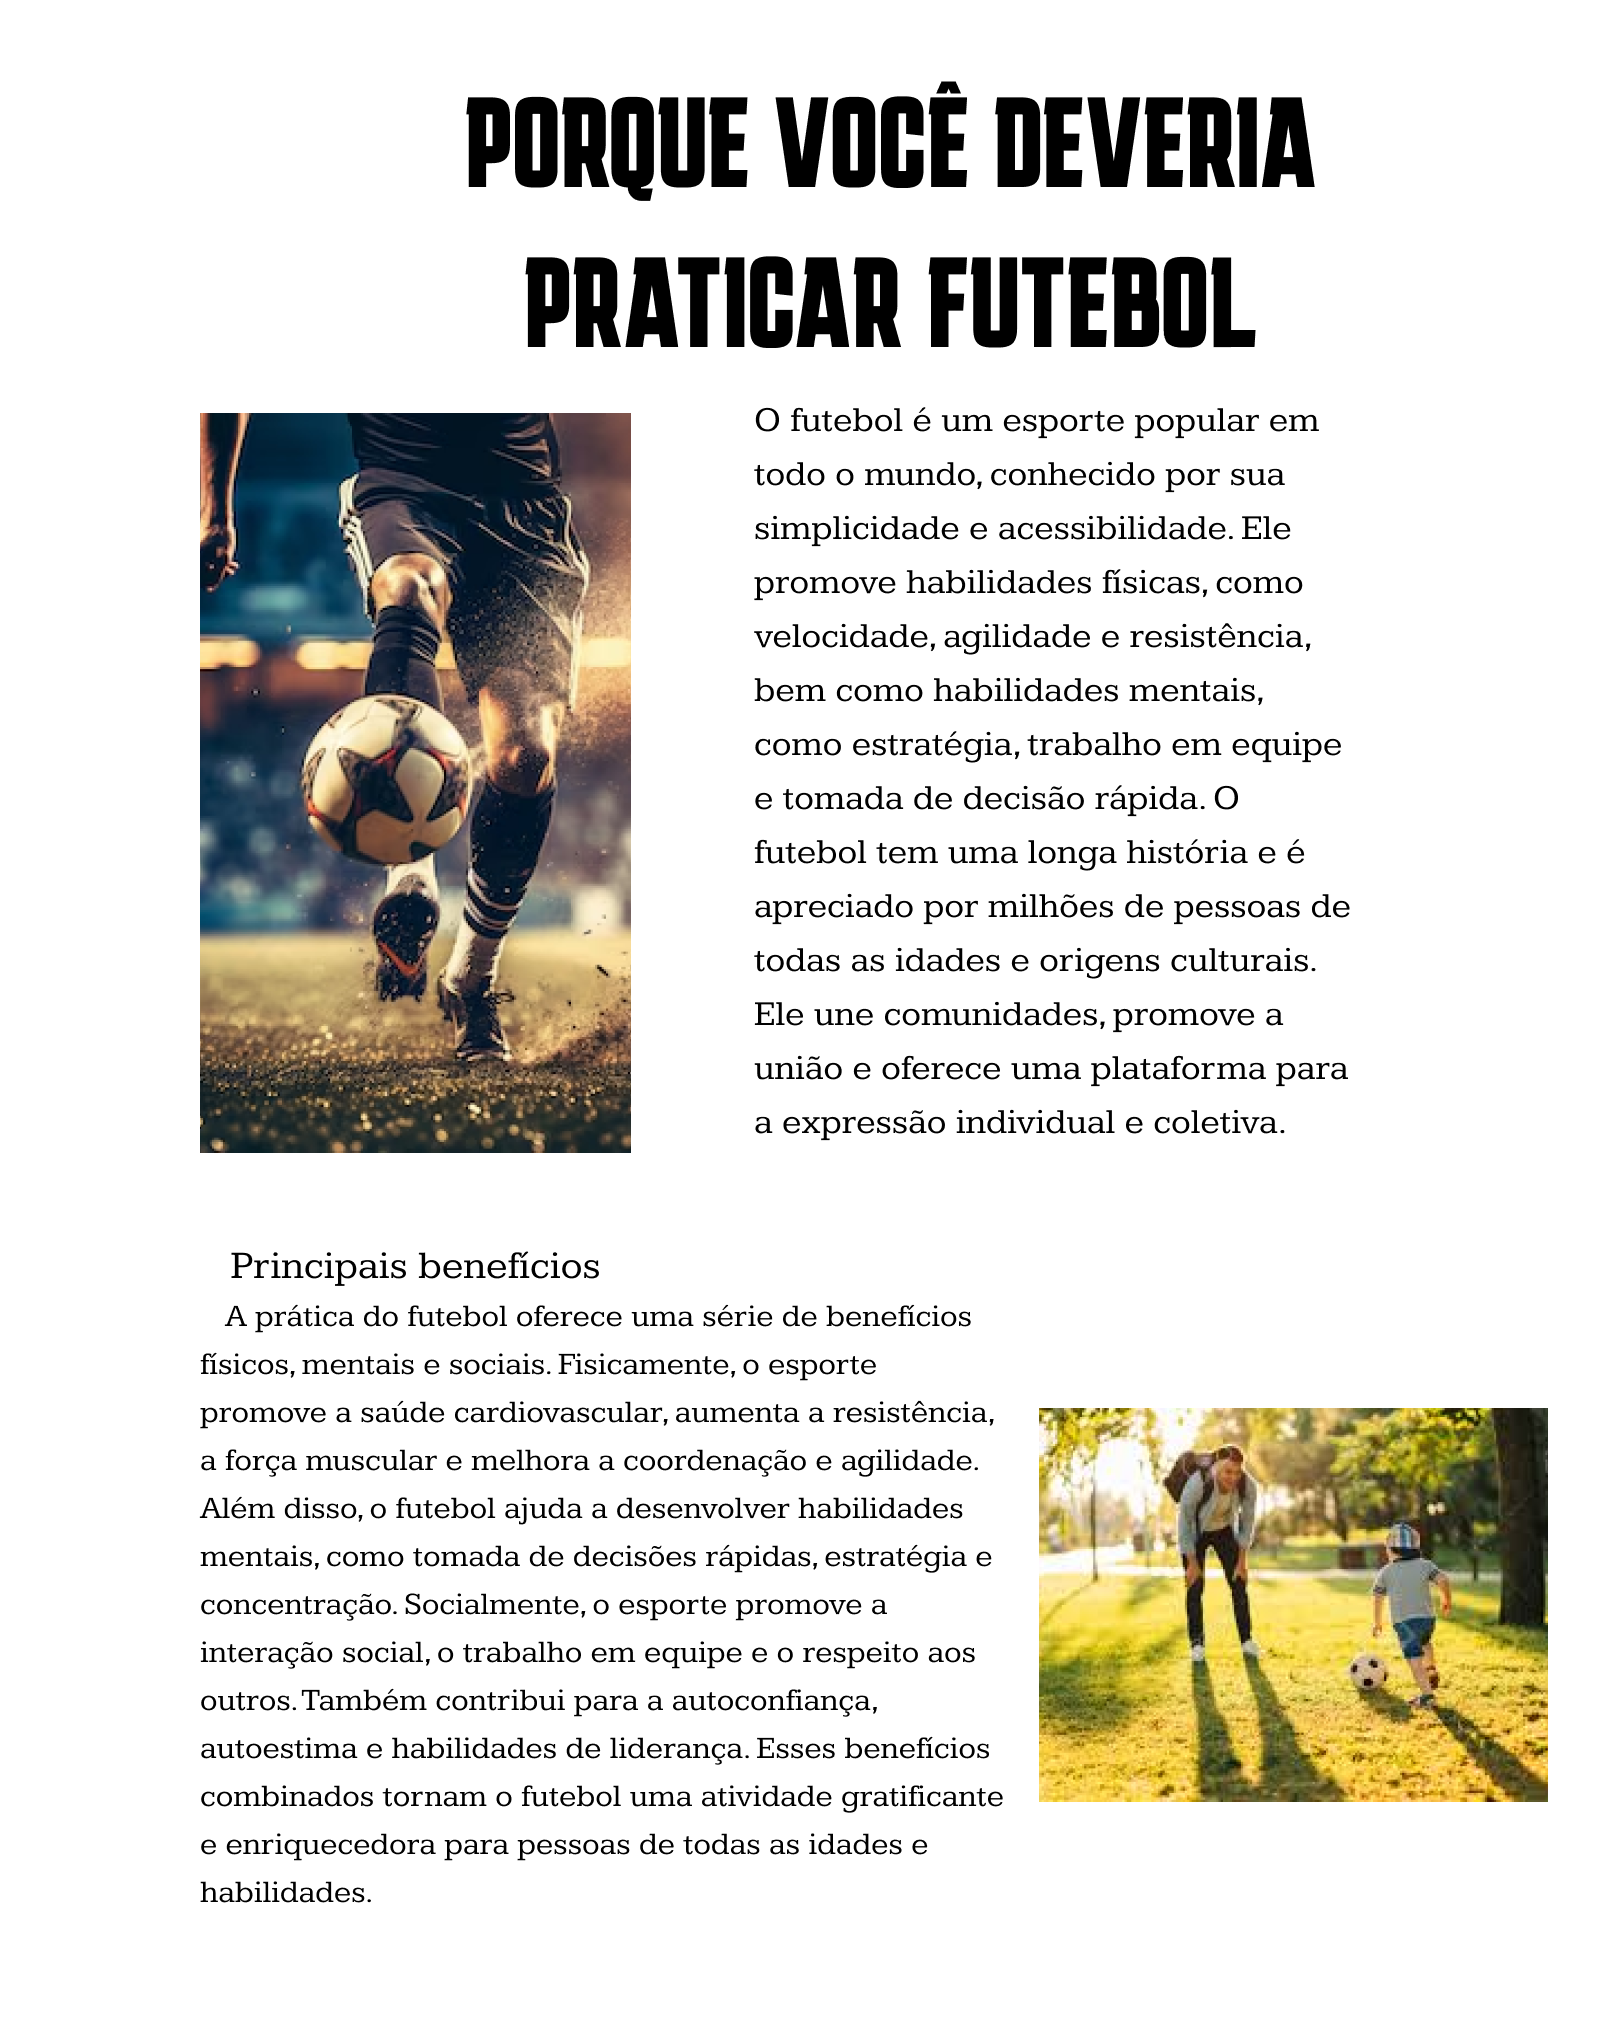 PORQUE VOCÊ DEVERIA
PRATICAR FUTEBOL
O futebol é um esporte popular em
todo o mundo, conhecido por sua
simplicidade e acessibilidade. Ele
promove habilidades físicas, como
velocidade, agilidade e resistência,
bem como habilidades mentais,
como estratégia, trabalho em equipe
e tomada de decisão rápida. O
futebol tem uma longa história e é
apreciado por milhões de pessoas de
todas as idades e origens culturais.
Ele une comunidades, promove a
união e oferece uma plataforma para
a expressão individual e coletiva.
Principais benefícios
A prática do futebol oferece uma série de benefícios
físicos, mentais e sociais. Fisicamente, o esporte
promove a saúde cardiovascular, aumenta a resistência,
a força muscular e melhora a coordenação e agilidade.
Além disso, o futebol ajuda a desenvolver habilidades
mentais, como tomada de decisões rápidas, estratégia e
concentração. Socialmente, o esporte promove a
interação social, o trabalho em equipe e o respeito aos
outros. Também contribui para a autoconfiança,
autoestima e habilidades de liderança. Esses benefícios
combinados tornam o futebol uma atividade gratificante
e enriquecedora para pessoas de todas as idades e
habilidades.